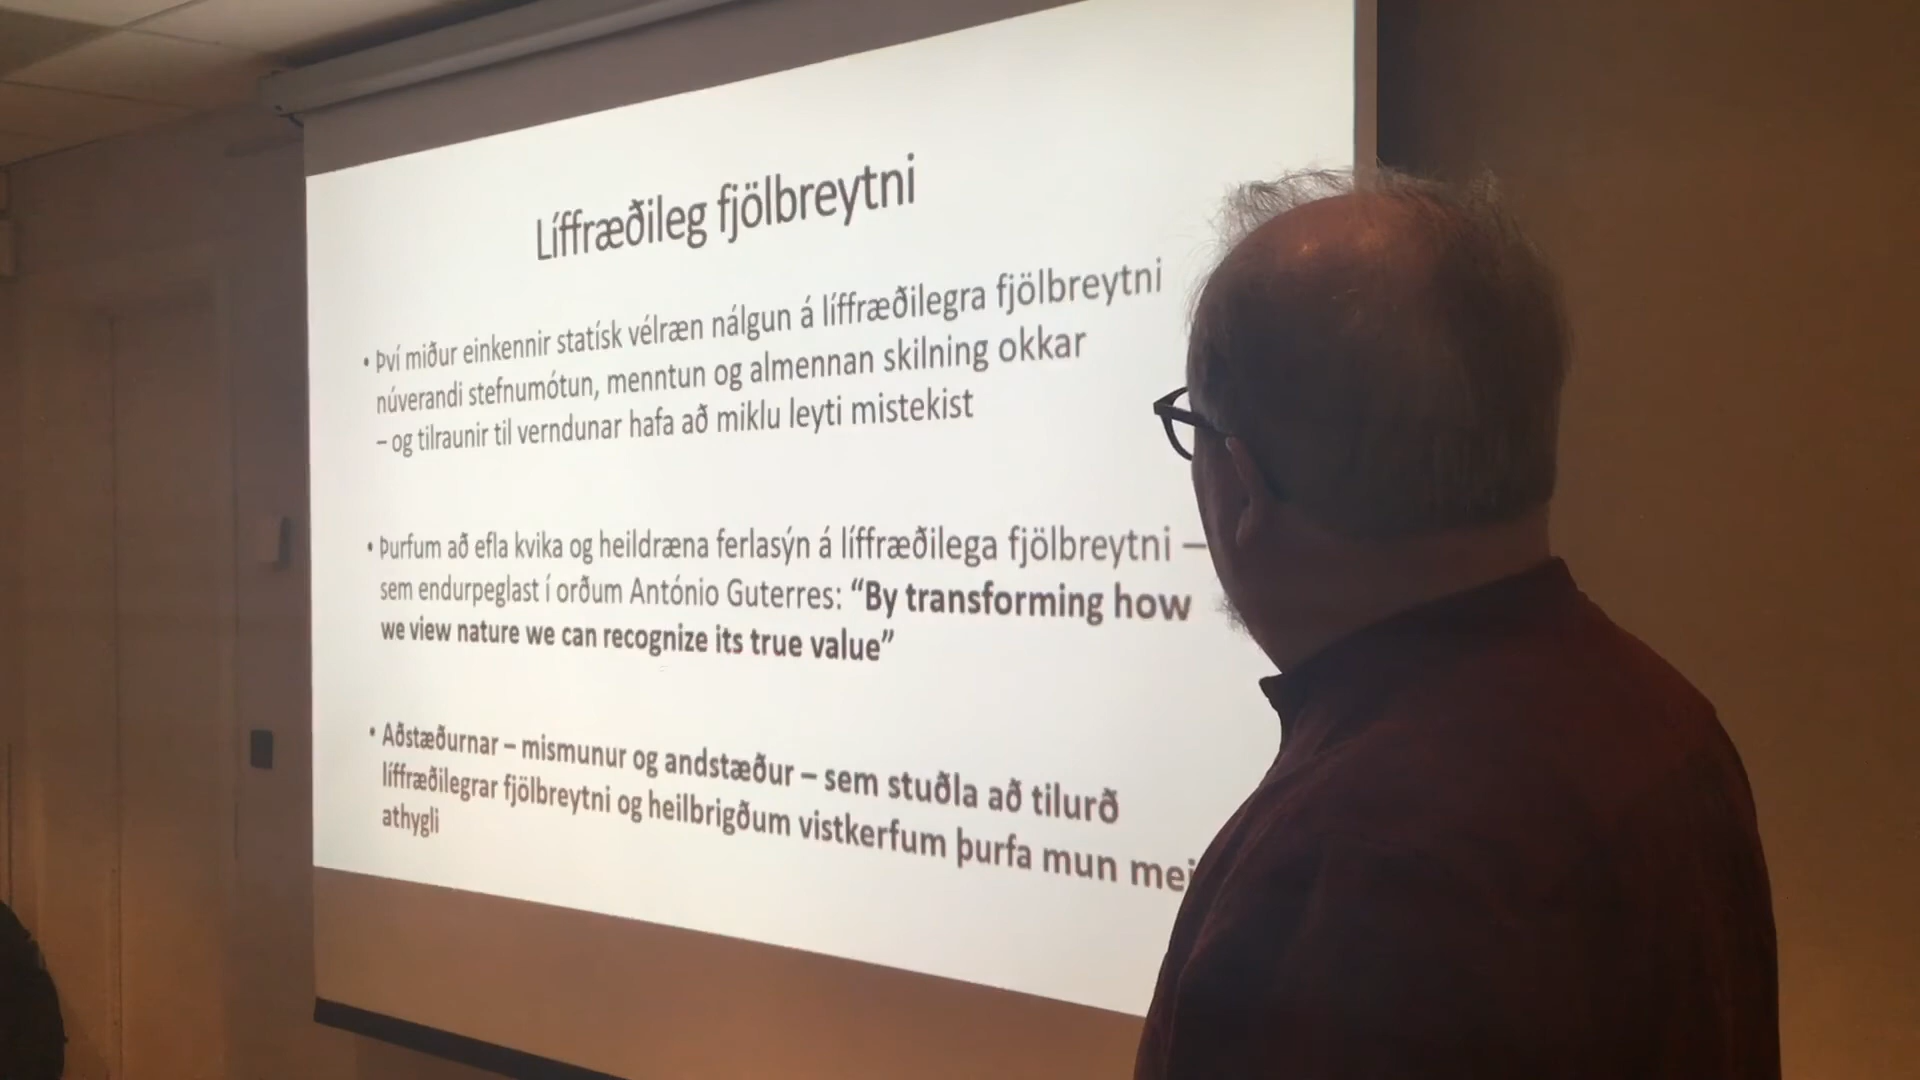 Líffræðileg fjölbreytni
• Því miður einkennir statísk vélræn nálgun á líffræðilegra fjölbreytni
núverandi stefnumótun, menntun og almennan skilning okkar
– og tilraunir til verndunar hafa að miklu leyti mistekist
• Þurfum að efla kvika og heildræna ferlasýn á líffræðilega fjölbreytni –
sem endurpeglast í orðum António Guterres: “By transforming how
we view nature we can recognize its true value”
• Aðstæðurnar – mismunur og andstæður – sem stuðla að tilurð
líffræðilegrar fjölbreytni og heilbrigðum vistkerfum þurfa mun
athygli